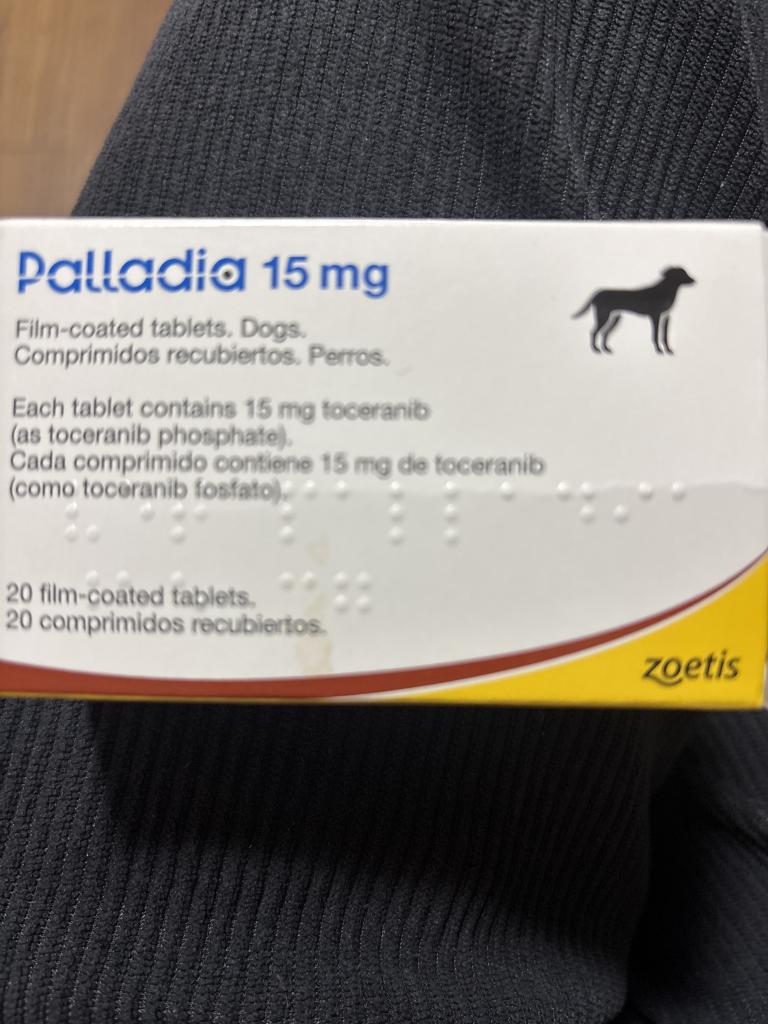 Palladia 15 mg
Film-coated tablets. Dogs.
Comprimidos recubiertos. Perros.
Each tablet contains 15 mg toceranib
(as toceranib phosphate).
Cada comprimido contiene 15 mg de toceranib
(como toceranib fosfato).
20 film-coated tablets.
20 comprimidos recubiertos.
zoetis